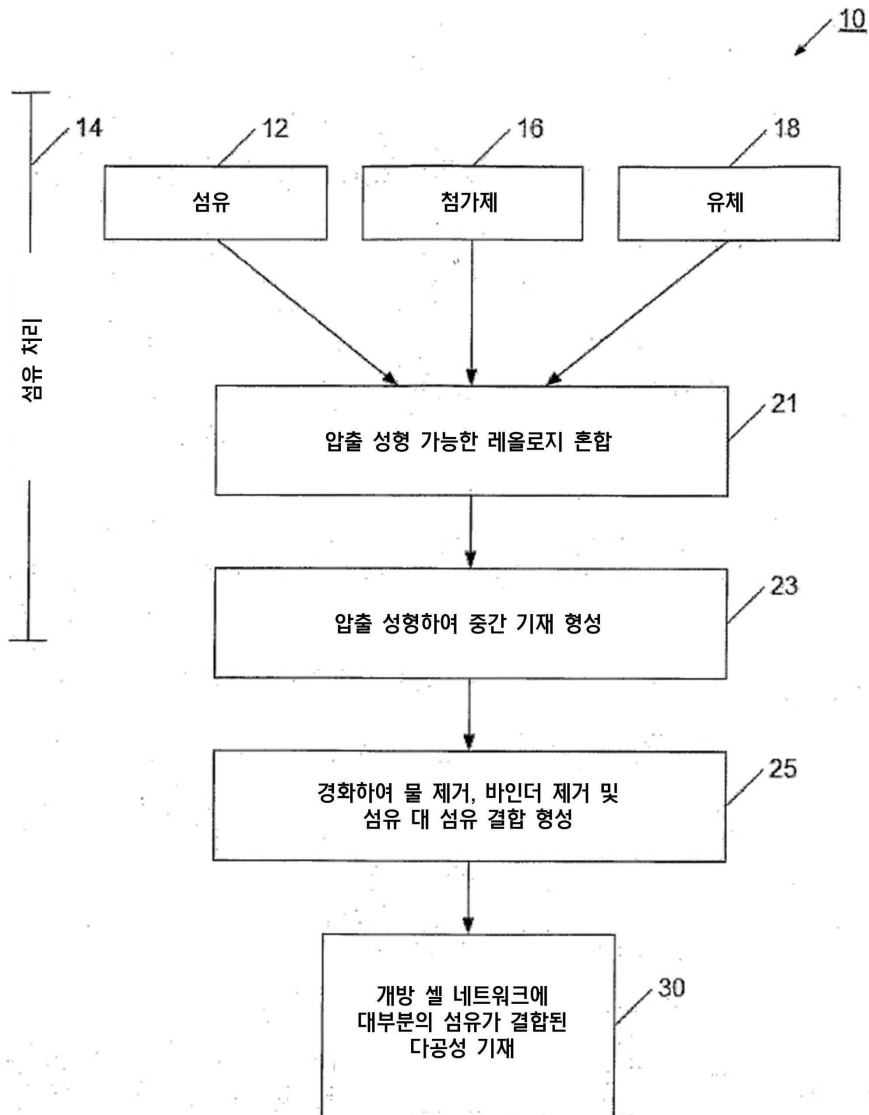 10
14
12
16
18
섬유
첨가제
유체
섬유 처리
21
압출 성형 가능한 레올로지 혼합
23
압출 성형하여 중간 기재 형성
25
경화하여 물 제거, 바인더 제거 및
섬유 대 섬유 결합 형성
30
개방 셀 네트워크에
대부분의 섬유가 결합된
다공성 기재